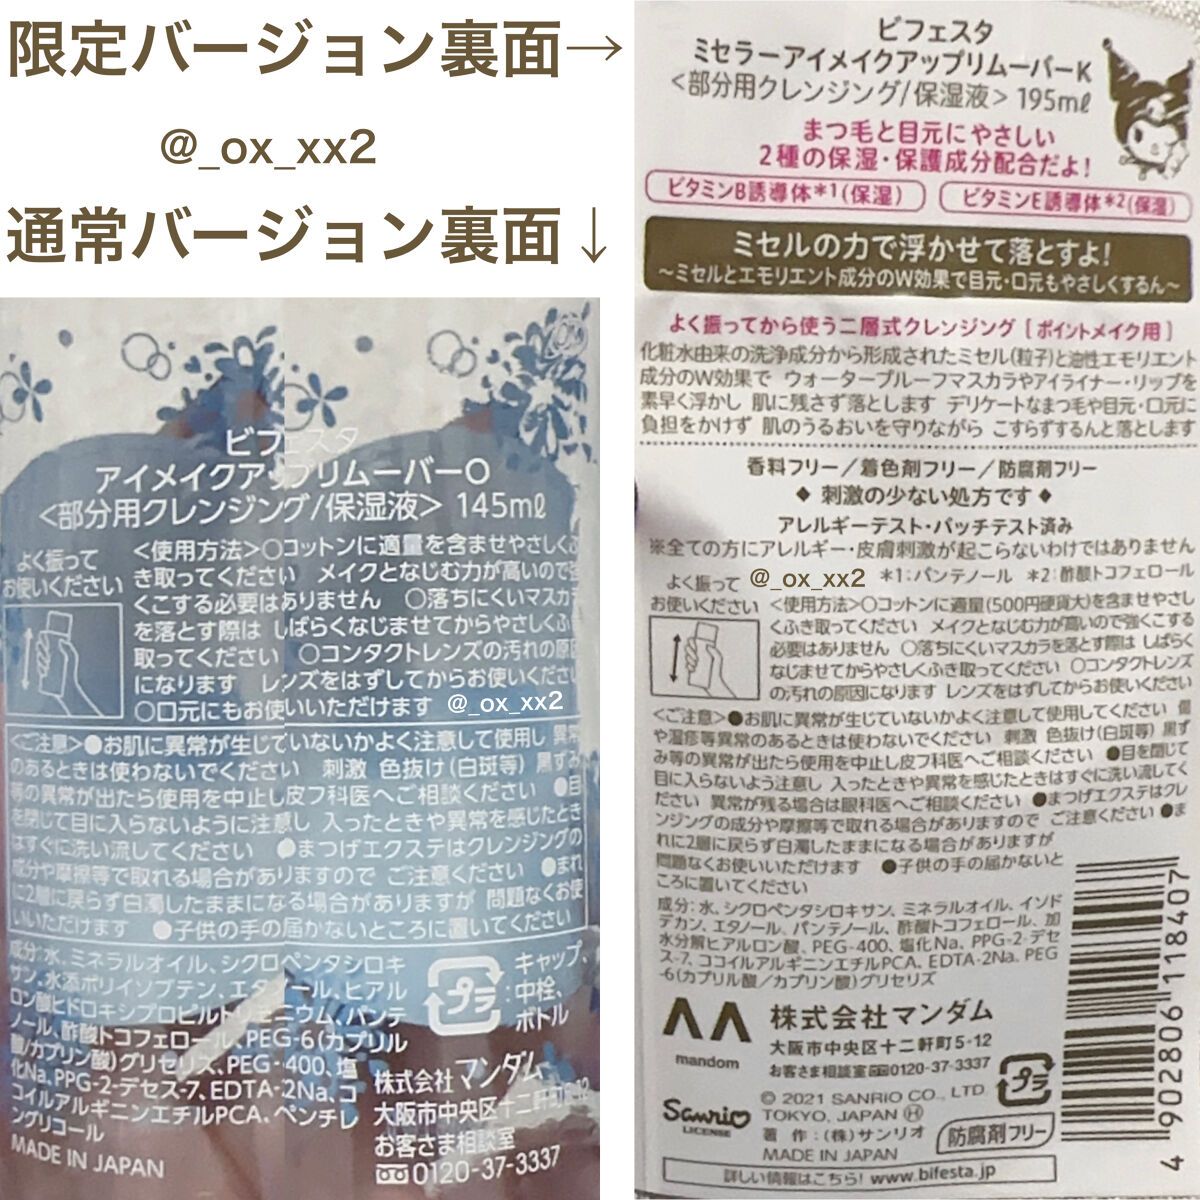 限定バージョン裏面→
@_ox_xx2
通常バージョン裏面↓
ビフェスタ
アイメイクアップリムーバーO
<部分用クレンジング/保湿液> 145mℓ
よく振って
お使いください
<使用方法>○コットンに適量を含ませやさしくふ
き取ってください メイクとなじむ力が高いので強
くこする必要はありません ○落ちにくいマスカラ
を落とす際は しばらくなじませてからやさしくふ
取ってください ○コンタクトレンズの汚れの原因
になります レンズをはずしてからお使いください
○口元にもお使いいただけます @_ox_xx2
<ご注意>●お肌に異常が生じていないかよく注意して使用し 異常
のあるときは使わないでください 刺激 色抜け(白斑等) 黒ずみ
等の異常が出たら使用を中止し皮フ科医へご相談ください ●目
を閉じて目に入らないように注意し 入ったときや異常を感じたとき
はすぐに洗い流してください ●まつげエクステはクレンジングの
成分や摩擦等で取れる場合がありますので ご注意ください ●まれ
に2層に戻らず白濁したままになる場合がありますが 問題なくお使
いいただけます ●子供の手の届かないところに置いてください
成分:水、ミネラルオイル、シクロペンタシロキ
サン、水添ポリイソブテン、エタノール、ヒアル
ロン酸ヒドロキシプロピルトリモニウム、パンテ
ノール、酢酸トコフェロール、PEG-6(カプリル
酸/カプリン酸)グリセリズ、PEG-400、塩
化Na、PPG-2-デセス-7、EDTA-2Na、コ
コイルアルギニンエチルPCA、ペンチレ
ングリコール
MADE IN JAPAN
プラ
キャップ、
:中栓、
ボトル
株式会社マンダム
大阪市中央区十二軒町5-12
お客さま相談室
0120-37-3337
ビフェスタ
ミセラーアイメイクアップリムーバーK
<部分用クレンジング/保湿液> 195mℓ
まつ毛と目元にやさしい
2種の保湿・保護成分配合だよ!
ビタミンB誘導体*1(保湿)
ビタミンE誘導体*2(保湿)
ミセルの力で浮かせて落とすよ!
~ミセルとエモリエント成分のW効果で目元・口元もやさしくするん~
よく振ってから使う二層式クレンジング [ポイントメイク用]
化粧水由来の洗浄成分から形成されたミセル(粒子)と油性エモリエント
成分のW効果で ウォータープルーフマスカラやアイライナー・リップを
素早く浮かし 肌に残さず落とします デリケートなまつ毛や目元・口元に
負担をかけず 肌のうるおいを守りながら こすらずするんと落とします
香料フリー/着色剤フリー/防腐剤フリー
◆ 刺激の少ない処方です ◆
アレルギーテスト・パッチテスト済み
※全ての方にアレルギー・皮膚刺激が起こらないわけではありません
@_ox_xx2 *1:パンテノール *2:酢酸トコフェロール
よく振って
お使いください
<使用方法>○コットンに適量(500円硬貨大)を含ませやさし
くふき取ってください メイクとなじむ力が高いので強くこする
必要はありません ○落ちにくいマスカラを落とす際は しばらく
なじませてからやさしくふき取ってください ○コンタクトレンズ
の汚れの原因になります レンズをはずしてからお使いください
<ご注意>●お肌に異常が生じていないかよく注意して使用してください 傷
や湿疹等異常のあるときは使わないでください 刺激 色抜け(白斑等) 黒ず
み等の異常が出たら使用を中止し皮フ科医へご相談ください ●目を閉じて
目に入らないよう注意し 入ったときや異常を感じたときはすぐに洗い流してく
ださい 異常が残る場合は眼科医へご相談ください ●まつげエクステはクレ
ンジングの成分や摩擦等で取れる場合がありますので ご注意ください ●ま
れに2層に戻らず白濁したままになる場合がありますが
問題なくお使いいただけます ●子供の手の届かないと
ころに置いてください
成分:水、シクロペンタシロキサン、ミネラルオイル、イソド
デカン、エタノール、パンテノール、酢酸トコフェロール、加
水分解ヒアルロン酸、PEG-400、塩化Na、PPG-2-デセ
ス-7、ココイルアルギニンエチルPCA、EDTA-2Na、PEG
-6(カプリル酸/カプリン酸)グリセリズ
mandom
株式会社マンダム
大阪市中央区十二軒町5-12
お客さま相談室 0120-37-3337
Sanrio
LICENSE
© 2021 SANRIO CO., LTD
TOKYO, JAPAN Ⓗ
著作:(株)サンリオ
プラ
防腐剤フリー
詳しい情報はこちら! www.bifesta.jp
4902806118407